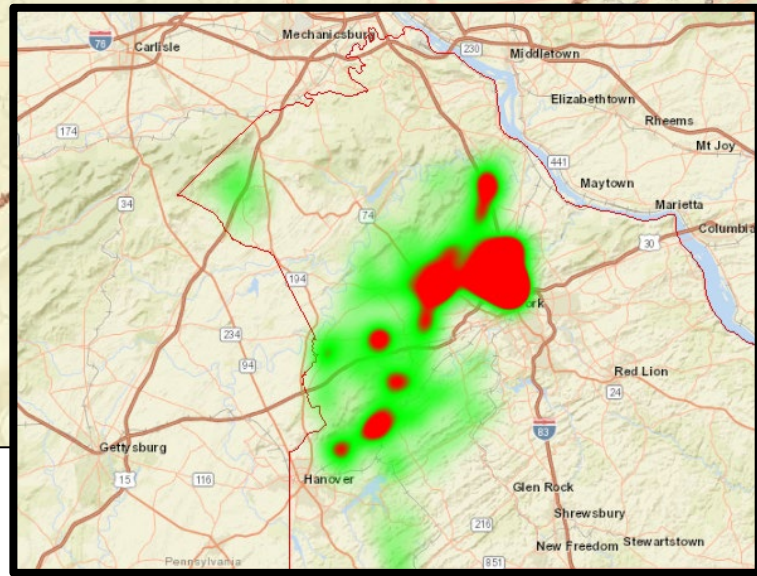 76
Carlisle
Mechanicsburg
230
Middletown
Elizabethtown
Rheems
174
Mt Joy
441
34
Maytown
74
Marietta
Columbia
30
194
ork
234
94
Red Lion
24
83
Gettysburg
15
116
Hanover
Glen Rock
Shrewsbury
216
New Freedom
Stewartstown
Pennsylvania
851